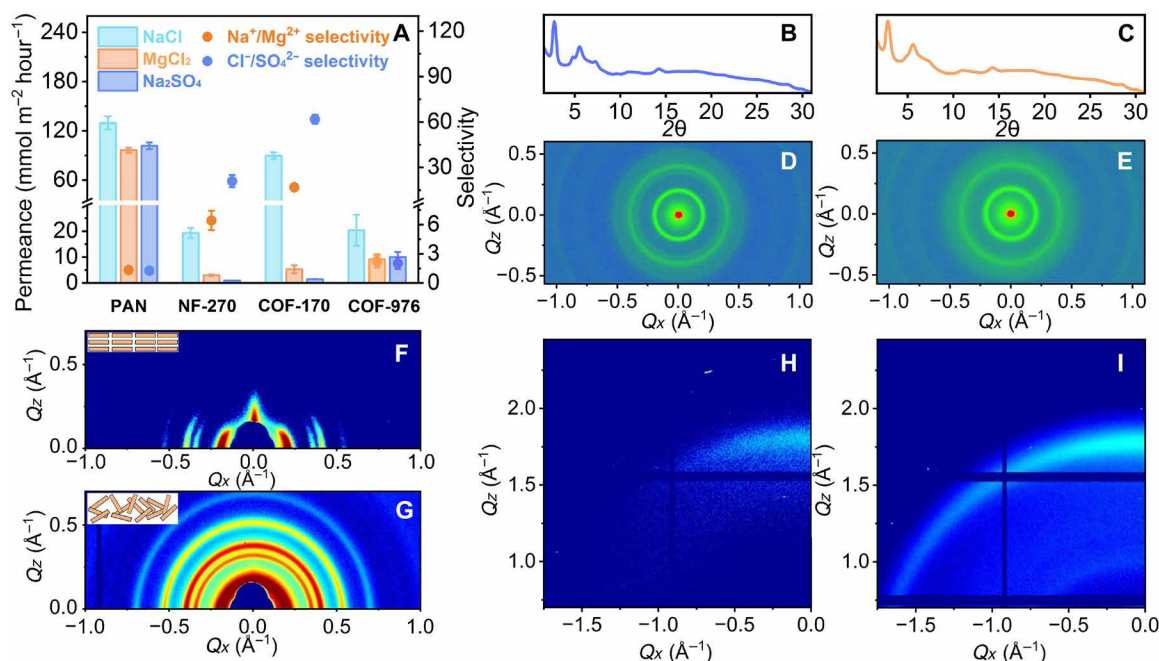 A
NaCl
MgCl₂
Na₂SO₄
Na⁺/Mg²⁺ selectivity
Cl⁻/SO₄²⁻ selectivity
Permeance (mmol m⁻² hour⁻¹)
240
180
120
90
60
20
10
0
Selectivity
120
90
60
30
6
3
0
PAN NF-270 COF-170 COF-976
B
5 10 15 20 25 30
2θ
C
5 10 15 20 25 30
2θ
D
Qz (Å⁻¹)
0.5
0.0
−0.5
−1.0 −0.5 0.0 0.5 1.0
Qx (Å⁻¹)
E
Qz (Å⁻¹)
0.5
0.0
−0.5
−1.0 −0.5 0.0 0.5 1.0
Qx (Å⁻¹)
F
Qz (Å⁻¹)
0.5
0.0
−1.0 −0.5 0.0 0.5 1.0
Qx (Å⁻¹)
G
Qz (Å⁻¹)
0.5
0.0
−1.0 −0.5 0.0 0.5 1.0
Qx (Å⁻¹)
H
Qz (Å⁻¹)
2.0
1.5
1.0
−1.5 −1.0 −0.5 0.0
Qx (Å⁻¹)
I
Qz (Å⁻¹)
2.0
1.5
1.0
−1.5 −1.0 −0.5 0.0
Qx (Å⁻¹)